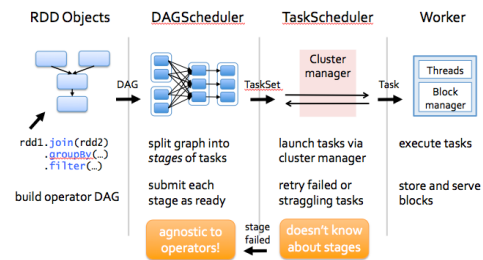 RDD Objects
DAGScheduler
TaskScheduler
Worker
DAG
TaskSet
Cluster
manager
Task
Threads
Block
manager
rdd1.join(rdd2)
.groupBy(…)
.filter(…)
build operator DAG
split graph into
stages of tasks
submit each
stage as ready
launch tasks via
cluster manager
retry failed or
straggling tasks
execute tasks
store and serve
blocks
agnostic to
operators!
stage
failed
doesn't know
about stages